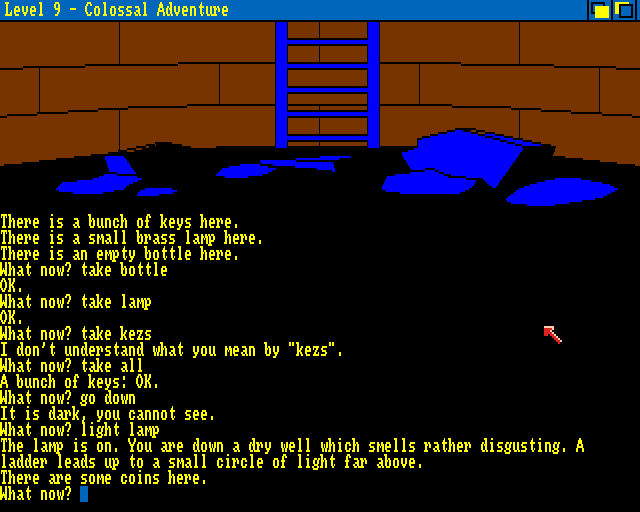 Level 9 - Colossal Adventure
There is a bunch of keys here.
There is a small brass lamp here.
There is an empty bottle here.
What now? take bottle
OK.
What now? take lamp
OK.
What now? take kezs
I don't understand what you mean by "kezs".
What now? take all
A bunch of keys: OK.
What now? go down
It is dark, you cannot see.
What now? light lamp
The lamp is on. You are down a dry well which smells rather disgusting. A
ladder leads up to a small circle of light far above.
There are some coins here.
What now?